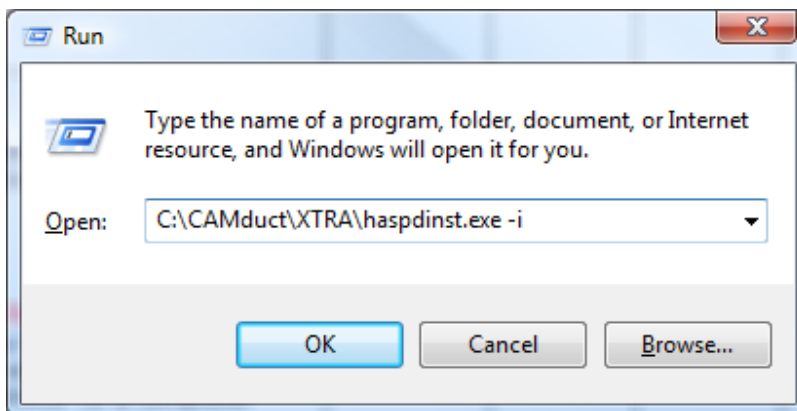 Run
Type the name of a program, folder, document, or Internet
resource, and Windows will open it for you.
Open: C:\CAMduct\XTRA\haspdinst.exe -i
OK Cancel Browse...